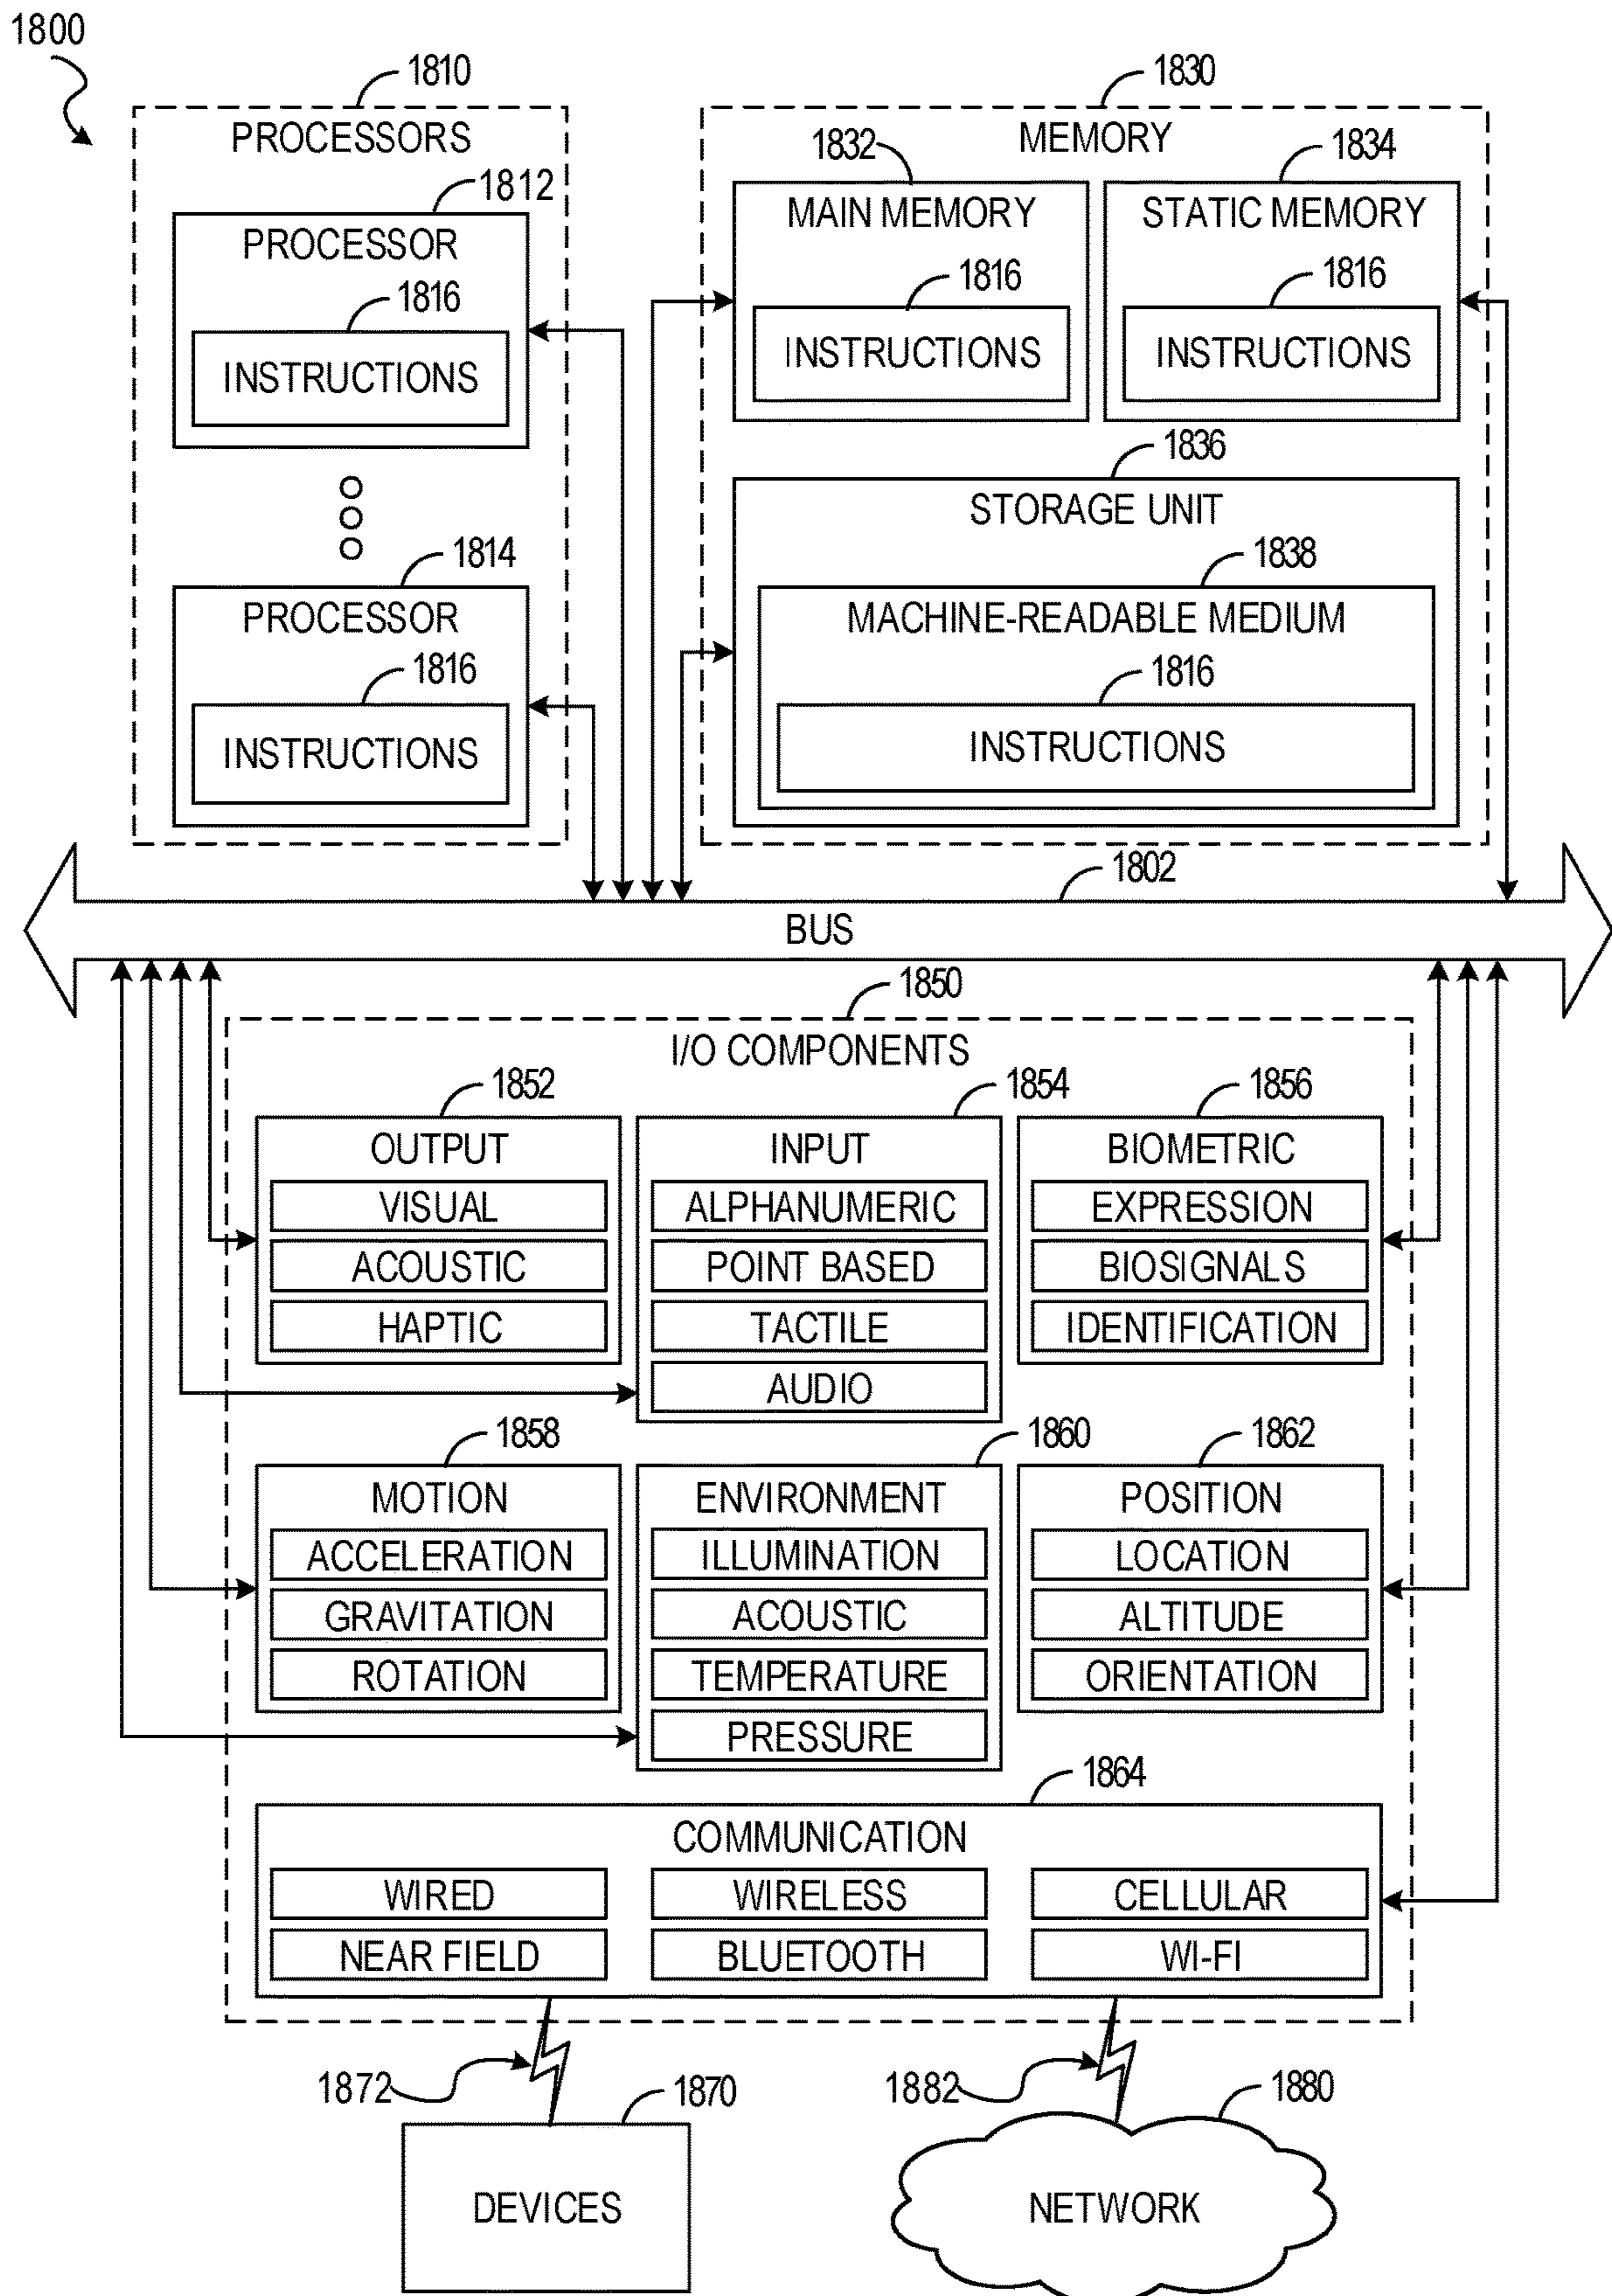 1800
1810
PROCESSORS
1812
PROCESSOR
1816
INSTRUCTIONS
1814
PROCESSOR
1816
INSTRUCTIONS
1830
MEMORY
1832
MAIN MEMORY
1816
INSTRUCTIONS
1834
STATIC MEMORY
1816
INSTRUCTIONS
1836
STORAGE UNIT
1838
MACHINE-READABLE MEDIUM
1816
INSTRUCTIONS
1802
BUS
1850
I/O COMPONENTS
1852
OUTPUT
VISUAL
ACOUSTIC
HAPTIC
1854
INPUT
ALPHANUMERIC
POINT BASED
TACTILE
AUDIO
1856
BIOMETRIC
EXPRESSION
BIOSIGNALS
IDENTIFICATION
1858
MOTION
ACCELERATION
GRAVITATION
ROTATION
1860
ENVIRONMENT
ILLUMINATION
ACOUSTIC
TEMPERATURE
PRESSURE
1862
POSITION
LOCATION
ALTITUDE
ORIENTATION
1864
COMMUNICATION
WIRED
WIRELESS
CELLULAR
NEAR FIELD
BLUETOOTH
WI-FI
1872
1870
DEVICES
1882
1880
NETWORK